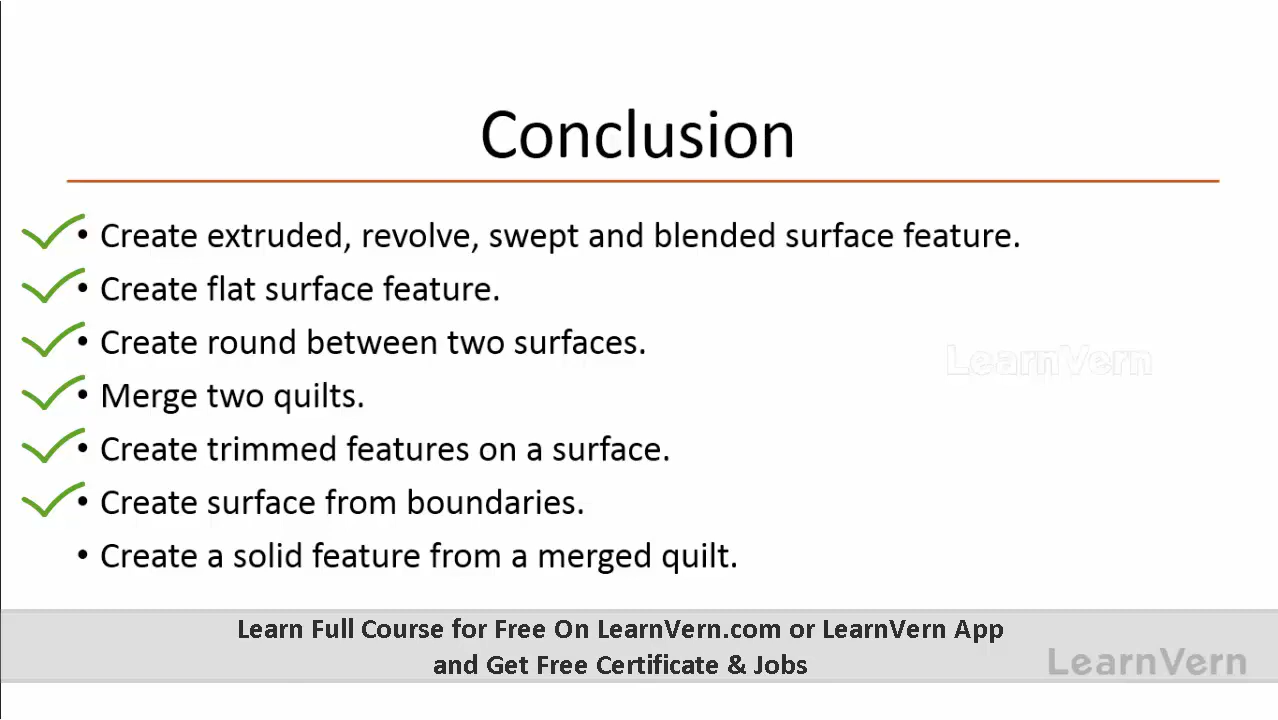 Conclusion
• Create extruded, revolve, swept and blended surface feature.
• Create flat surface feature.
• Create round between two surfaces.
• Merge two quilts.
• Create trimmed features on a surface.
• Create surface from boundaries.
• Create a solid feature from a merged quilt.
LearnVern
Learn Full Course for Free On LearnVern.com or LearnVern App
and Get Free Certificate & Jobs
LearnVern